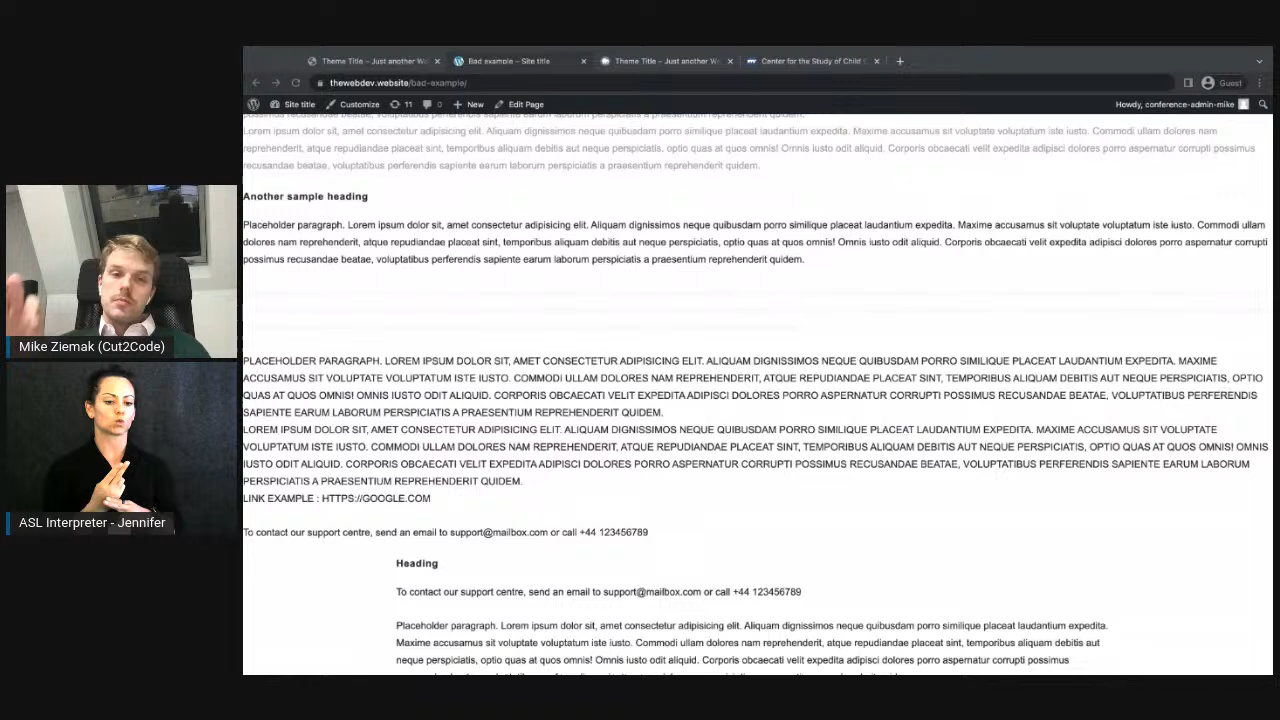 Theme Title – Just another We
Bad example – Site title
Theme Title – Just another We
Center for the Study of Child
thewebdev.website/bad-example/
Guest
Site title
Customize
11
0
New
Edit Page
Howdy, conference-admin-mike
possimus recusandae beatae, voluptatibus perferendis sapiente earum laborum perspiciatis a praesentium reprehenderit quidem.
Lorem ipsum dolor sit, amet consectetur adipisicing elit. Aliquam dignissimos neque quibusdam porro similique placeat laudantium expedita. Maxime accusamus sit voluptate voluptatum iste iusto. Commodi ullam dolores nam
reprehenderit, atque repudiandae placeat sint, temporibus aliquam debitis aut neque perspiciatis, optio quas at quos omnis! Omnis iusto odit aliquid. Corporis obcaecati velit expedita adipisci dolores porro aspernatur corrupti possimus
recusandae beatae, voluptatibus perferendis sapiente earum laborum perspiciatis a praesentium reprehenderit quidem.
Another sample heading
Placeholder paragraph. Lorem ipsum dolor sit, amet consectetur adipisicing elit. Aliquam dignissimos neque quibusdam porro similique placeat laudantium expedita. Maxime accusamus sit voluptate voluptatum iste iusto. Commodi ullam
dolores nam reprehenderit, atque repudiandae placeat sint, temporibus aliquam debitis aut neque perspiciatis, optio quas at quos omnis! Omnis iusto odit aliquid. Corporis obcaecati velit expedita adipisci dolores porro aspernatur corrupti
possimus recusandae beatae, voluptatibus perferendis sapiente earum laborum perspiciatis a praesentium reprehenderit quidem.
PLACEHOLDER PARAGRAPH. LOREM IPSUM DOLOR SIT, AMET CONSECTETUR ADIPISICING ELIT. ALIQUAM DIGNISSIMOS NEQUE QUIBUSDAM PORRO SIMILIQUE PLACEAT LAUDANTIUM EXPEDITA. MAXIME
ACCUSAMUS SIT VOLUPTATE VOLUPTATUM ISTE IUSTO. COMMODI ULLAM DOLORES NAM REPREHENDERIT, ATQUE REPUDIANDAE PLACEAT SINT, TEMPORIBUS ALIQUAM DEBITIS AUT NEQUE PERSPICIATIS, OPTIO
QUAS AT QUOS OMNIS! OMNIS IUSTO ODIT ALIQUID. CORPORIS OBCAECATI VELIT EXPEDITA ADIPISCI DOLORES PORRO ASPERNATUR CORRUPTI POSSIMUS RECUSANDAE BEATAE, VOLUPTATIBUS PERFERENDIS
SAPIENTE EARUM LABORUM PERSPICIATIS A PRAESENTIUM REPREHENDERIT QUIDEM.
LOREM IPSUM DOLOR SIT, AMET CONSECTETUR ADIPISICING ELIT. ALIQUAM DIGNISSIMOS NEQUE QUIBUSDAM PORRO SIMILIQUE PLACEAT LAUDANTIUM EXPEDITA. MAXIME ACCUSAMUS SIT VOLUPTATE
VOLUPTATUM ISTE IUSTO. COMMODI ULLAM DOLORES NAM REPREHENDERIT, ATQUE REPUDIANDAE PLACEAT SINT, TEMPORIBUS ALIQUAM DEBITIS AUT NEQUE PERSPICIATIS, OPTIO QUAS AT QUOS OMNIS! OMNIS
IUSTO ODIT ALIQUID. CORPORIS OBCAECATI VELIT EXPEDITA ADIPISCI DOLORES PORRO ASPERNATUR CORRUPTI POSSIMUS RECUSANDAE BEATAE, VOLUPTATIBUS PERFERENDIS SAPIENTE EARUM LABORUM
PERSPICIATIS A PRAESENTIUM REPREHENDERIT QUIDEM.
LINK EXAMPLE : HTTPS://GOOGLE.COM
To contact our support centre, send an email to support@mailbox.com or call +44 123456789
Heading
To contact our support centre, send an email to support@mailbox.com or call +44 123456789
Placeholder paragraph. Lorem ipsum dolor sit, amet consectetur adipisicing elit. Aliquam dignissimos neque quibusdam porro similique placeat laudantium expedita.
Maxime accusamus sit voluptate voluptatum iste iusto. Commodi ullam dolores nam reprehenderit, atque repudiandae placeat sint, temporibus aliquam debitis aut
neque perspiciatis, optio quas at quos omnis! Omnis iusto odit aliquid. Corporis obcaecati velit expedita adipisci dolores porro aspernatur corrupti possimus
Mike Ziemak (Cut2Code)
ASL Interpreter - Jennifer